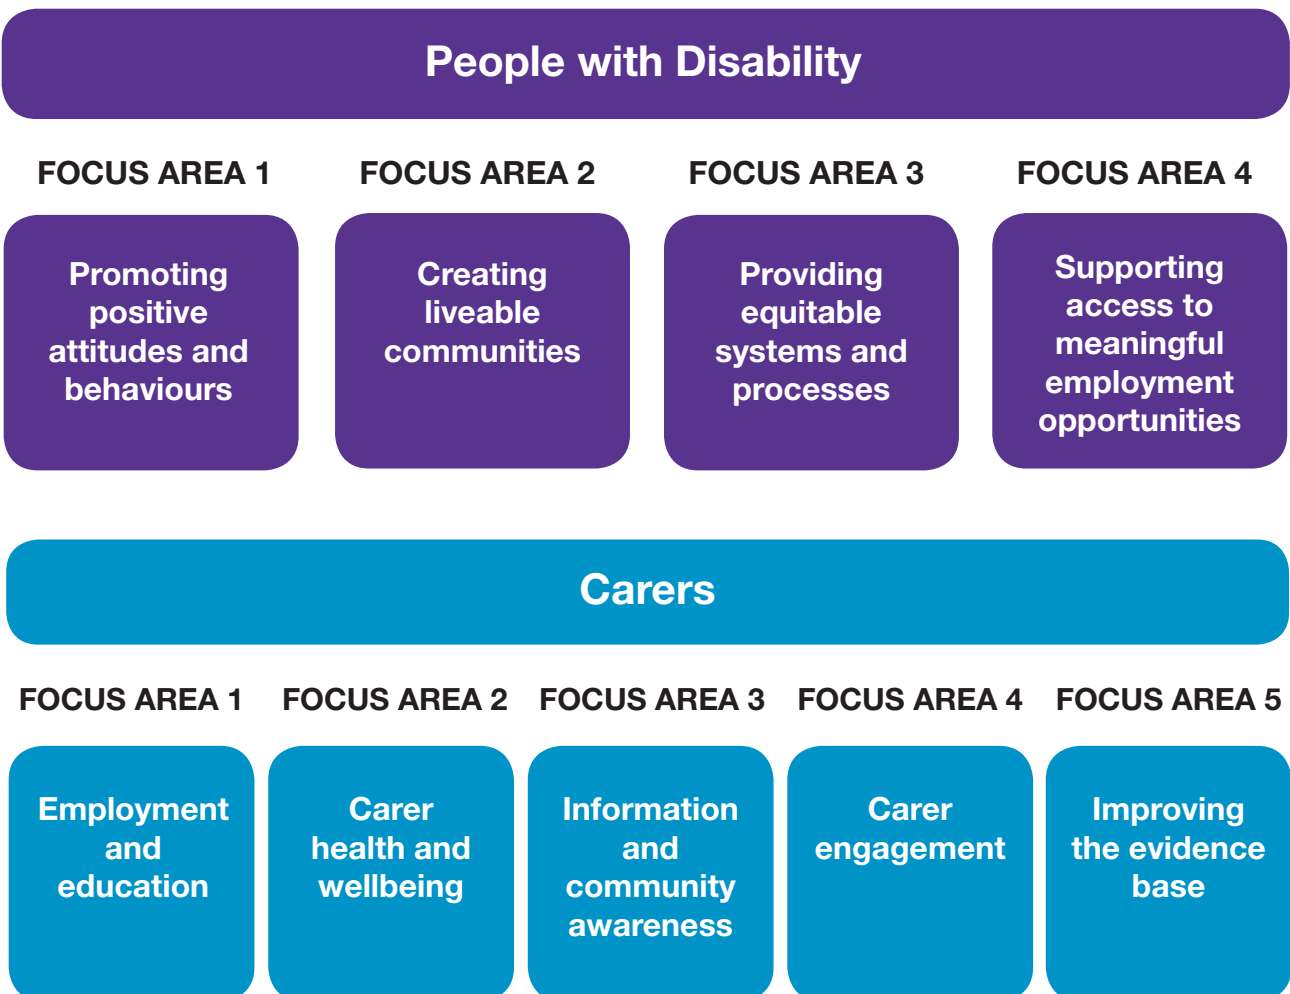 People with Disability
FOCUS AREA 1
FOCUS AREA 2
FOCUS AREA 3
FOCUS AREA 4
Promoting
positive
attitudes and
behaviours
Creating
liveable
communities
Providing
equitable
systems and
processes
Supporting
access to
meaningful
employment
opportunities
Carers
FOCUS AREA 1
FOCUS AREA 2
FOCUS AREA 3
FOCUS AREA 4
FOCUS AREA 5
Employment
and
education
Carer
health and
wellbeing
Information
and
community
awareness
Carer
engagement
Improving
the evidence
base